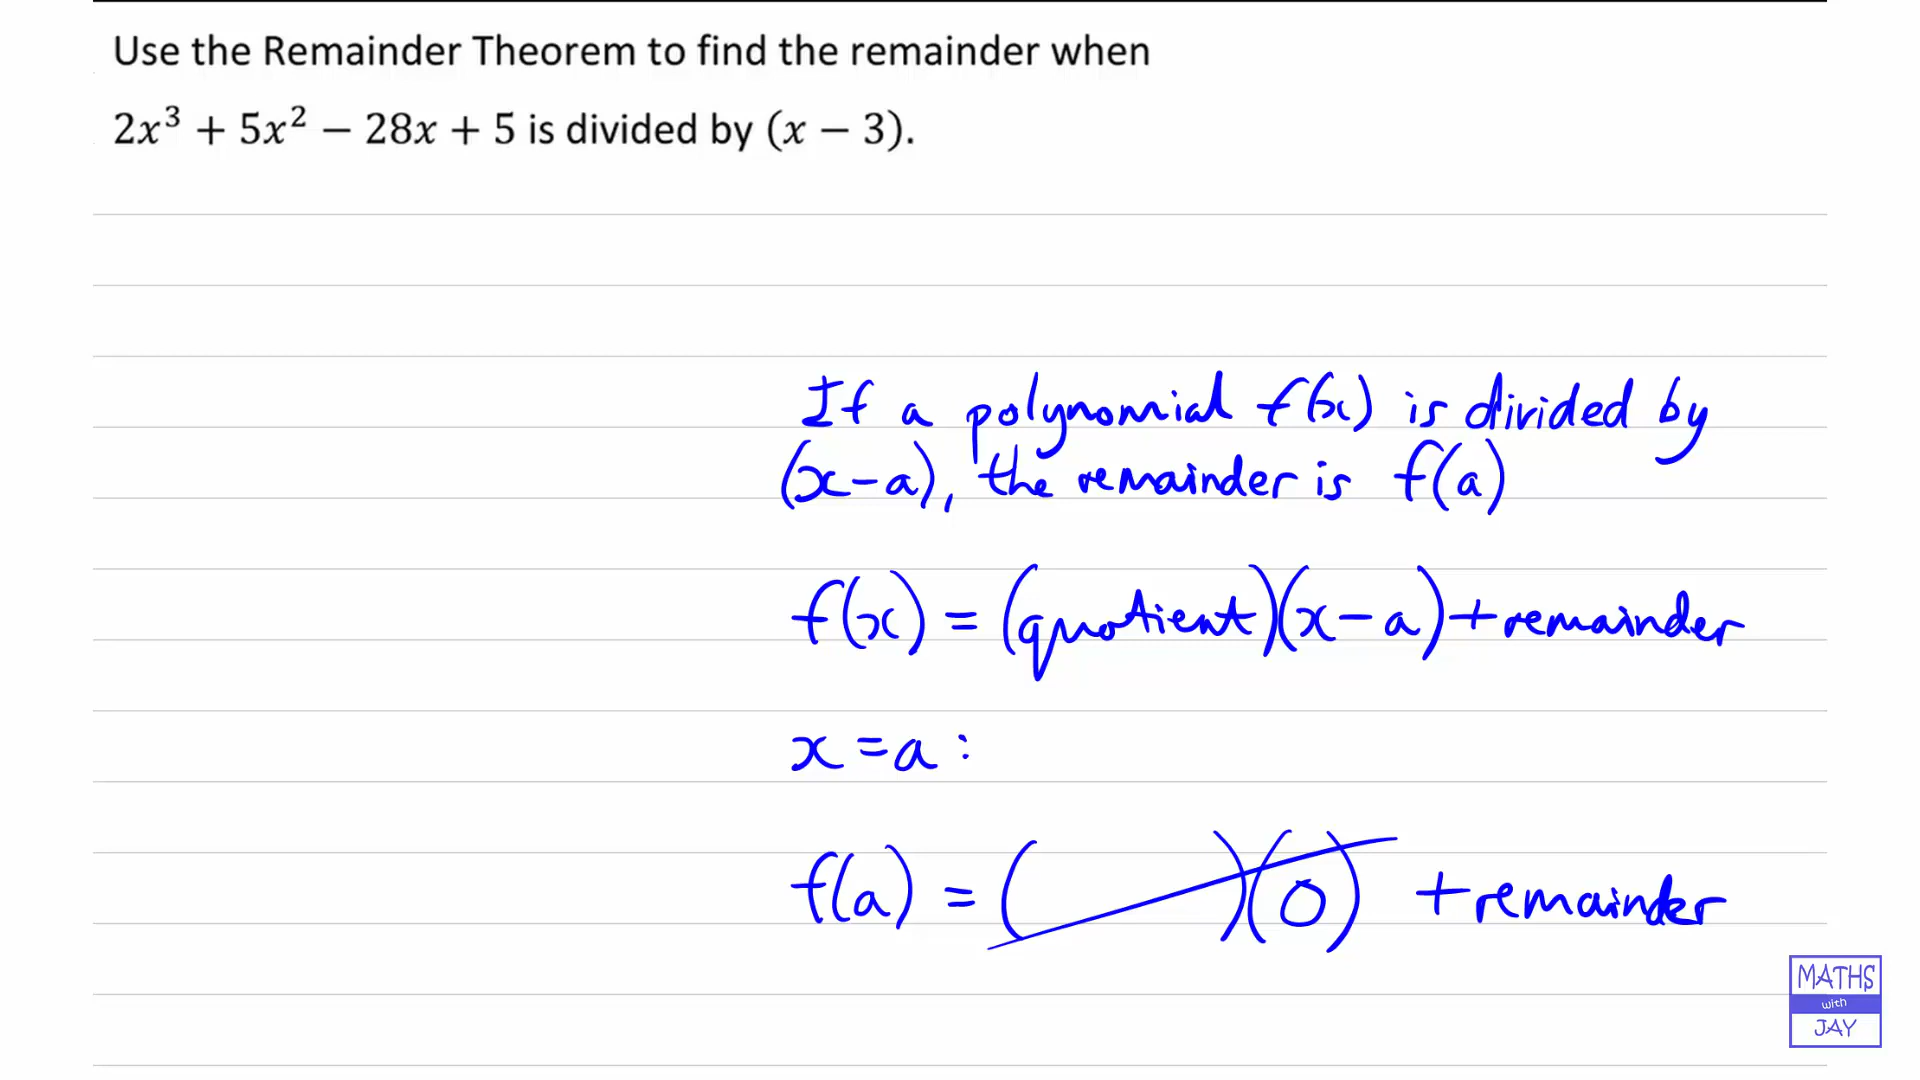 Use the Remainder Theorem to find the remainder when
2x³ + 5x² − 28x + 5 is divided by (x − 3).
If a polynomial f(x) is divided by
(x-a), the remainder is f(a)
f(x) = (quotient)(x-a)+remainder
x=a:
f(a) = (      )(0) +remainder
MATHS
with
JAY